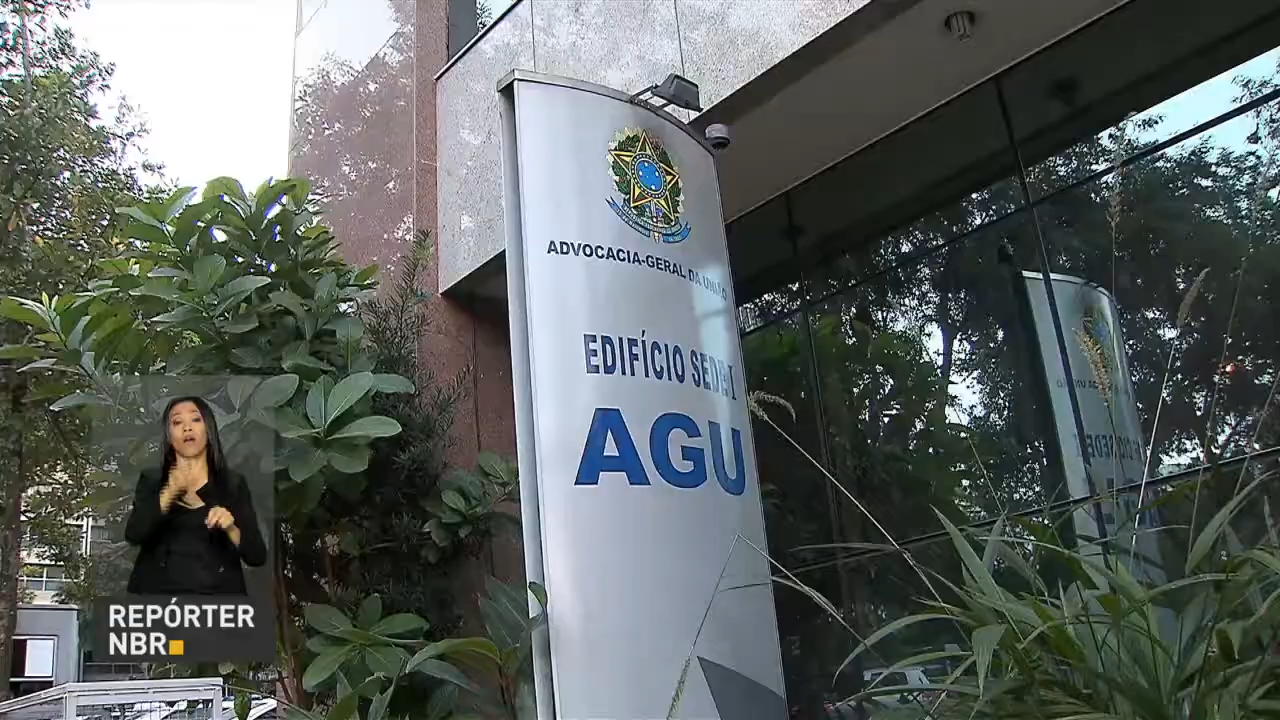 ADVOCACIA-GERAL DA UNIÃO
EDIFÍCIO SEDE I
AGU
REPÓRTER
NBR